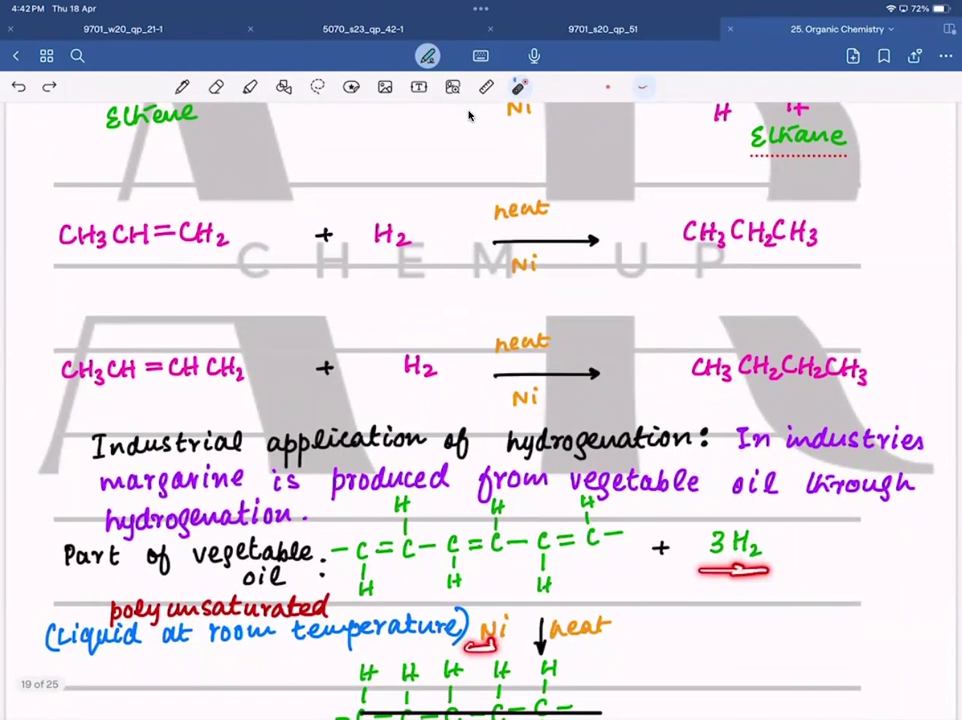 4:42 PM Thu 18 Apr
72%
9701_w20_qp_21-1
5070_s23_qp_42-1
9701_s20_qp_51
25. Organic Chemistry
Ethene
Ni
H H
Ethane
CH3CH=CH2 + H2 heat Ni CH3CH2CH3
CHEM UP
CH3CH=CHCH2 + H2 heat Ni CH3CH2CH2CH3
Industrial application of hydrogenation: In industries
margarine is produced from vegetable oil through
hydrogenation.
H H H
Part of vegetable oil: -C=C-C=C-C=C- + 3H2
H H H
polyunsaturated
(Liquid at room temperature) Ni heat
H H H H H
19 of 25
-C-C-C-C-C-